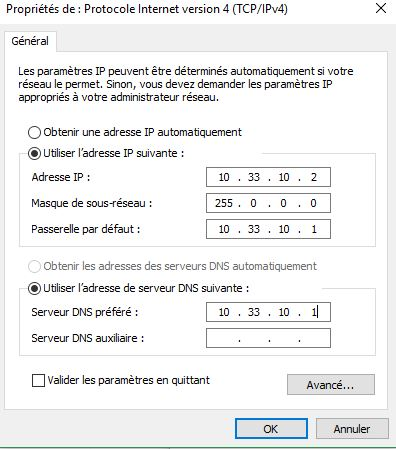 Propriétés de : Protocole Internet version 4 (TCP/IPv4)
Général
Les paramètres IP peuvent être déterminés automatiquement si votre
réseau le permet. Sinon, vous devez demander les paramètres IP
appropriés à votre administrateur réseau.
Obtenir une adresse IP automatiquement
Utiliser l'adresse IP suivante :
Adresse IP : 10 . 33 . 10 . 2
Masque de sous-réseau : 255 . 0 . 0 . 0
Passerelle par défaut : 10 . 33 . 10 . 1
Obtenir les adresses des serveurs DNS automatiquement
Utiliser l'adresse de serveur DNS suivante :
Serveur DNS préféré : 10 . 33 . 10 . 1
Serveur DNS auxiliaire : . . .
Valider les paramètres en quittant
Avancé...
OK Annuler